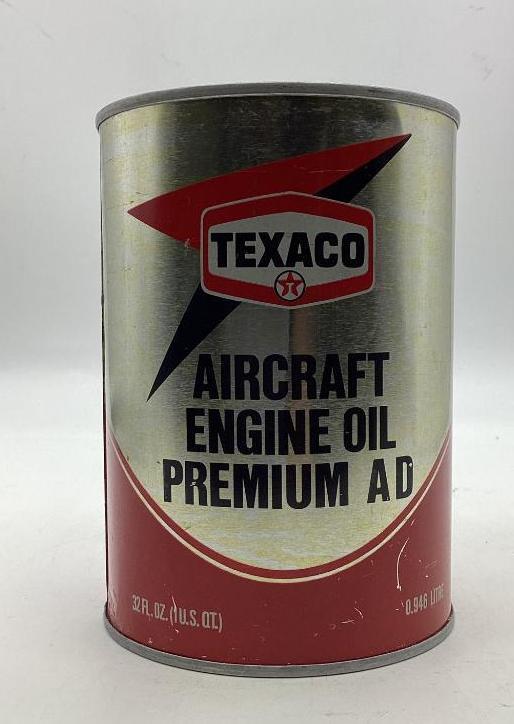 TEXACO
T
AIRCRAFT
ENGINE OIL
PREMIUM AD
32 FL. OZ. (1 U.S. QT.)
0.946 LITRE